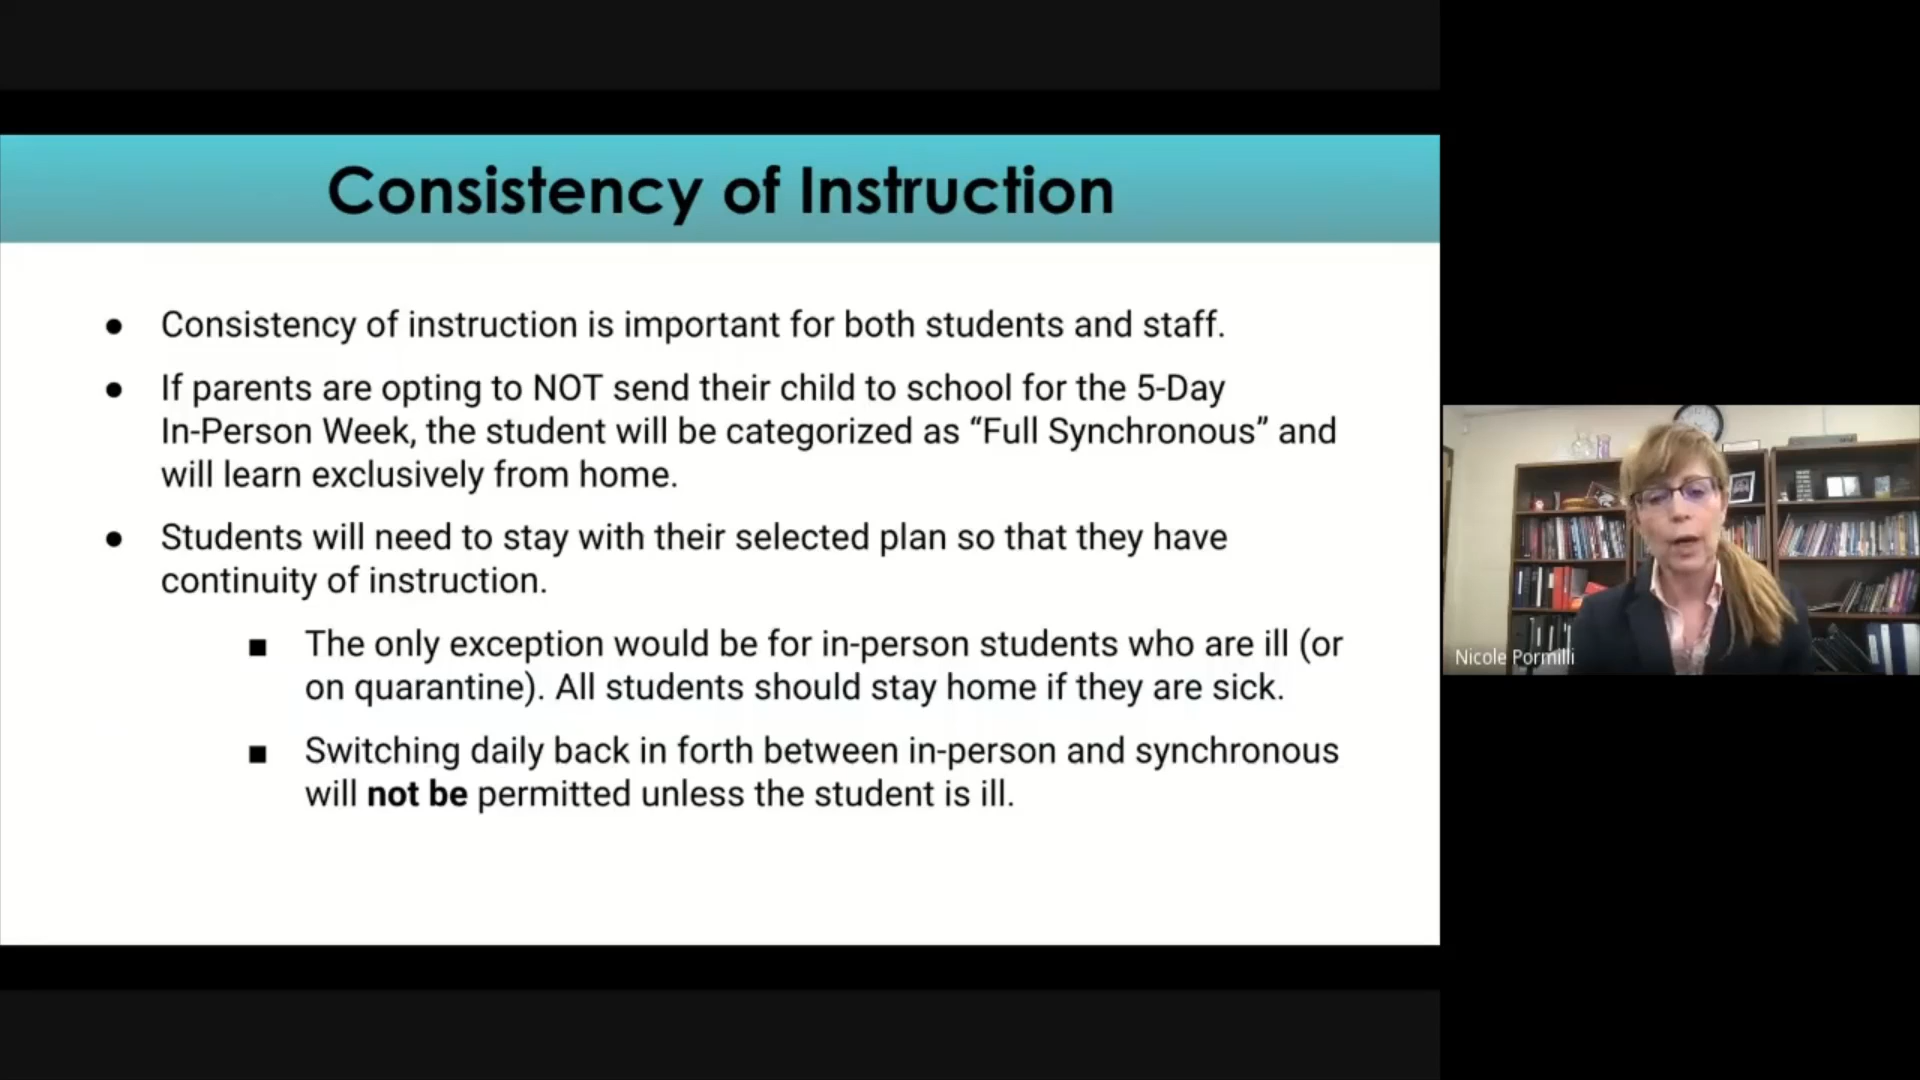 Consistency of Instruction
● Consistency of instruction is important for both students and staff.
● If parents are opting to NOT send their child to school for the 5-Day
In-Person Week, the student will be categorized as “Full Synchronous” and
will learn exclusively from home.
● Students will need to stay with their selected plan so that they have
continuity of instruction.
■ The only exception would be for in-person students who are ill (or
on quarantine). All students should stay home if they are sick.
■ Switching daily back in forth between in-person and synchronous
will not be permitted unless the student is ill.
Nicole Pormilli